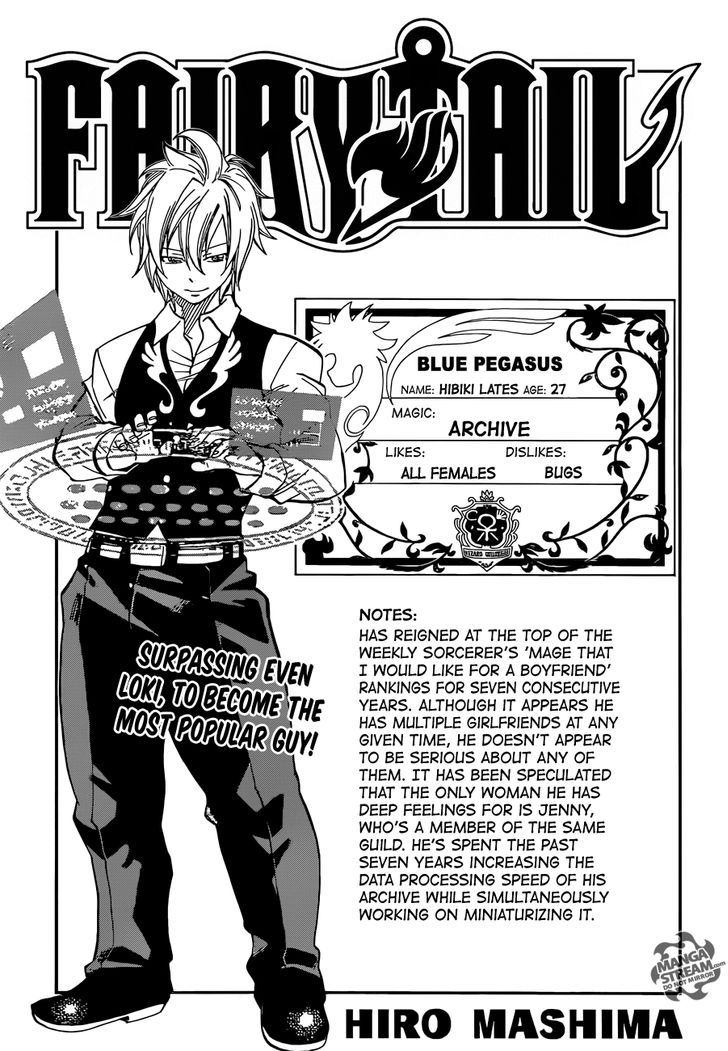 FAIRY TAIL
BLUE PEGASUS
NAME: HIBIKI LATES AGE: 27
MAGIC:
ARCHIVE
LIKES: DISLIKES:
ALL FEMALES BUGS
NOTES:
HAS REIGNED AT THE TOP OF THE
WEEKLY SORCERER'S 'MAGE THAT
I WOULD LIKE FOR A BOYFRIEND'
RANKINGS FOR SEVEN CONSECUTIVE
YEARS. ALTHOUGH IT APPEARS HE
HAS MULTIPLE GIRLFRIENDS AT ANY
GIVEN TIME, HE DOESN'T APPEAR
TO BE SERIOUS ABOUT ANY OF
THEM. IT HAS BEEN SPECULATED
THAT THE ONLY WOMAN HE HAS
DEEP FEELINGS FOR IS JENNY,
WHO'S A MEMBER OF THE SAME
GUILD. HE'S SPENT THE PAST
SEVEN YEARS INCREASING THE
DATA PROCESSING SPEED OF HIS
ARCHIVE WHILE SIMULTANEOUSLY
WORKING ON MINIATURIZING IT.
SURPASSING EVEN
LOKI, TO BECOME THE
MOST POPULAR GUY!
MANGA
STREAM.com
DO NOT MIRROR
HIRO MASHIMA